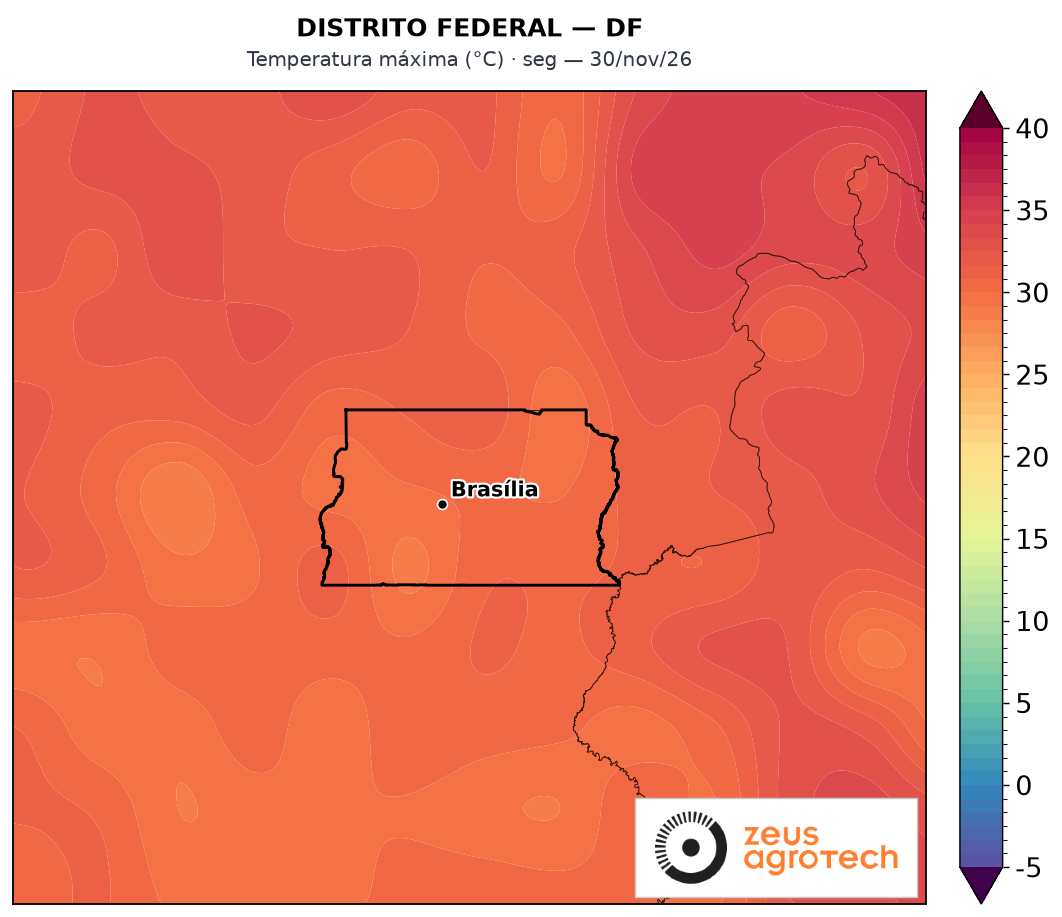 DISTRITO FEDERAL — DF
Temperatura máxima (°C) · seg — 30/nov/26
40
35
30
25
20
15
10
5
0
-5
Brasília
zeus
agrotech